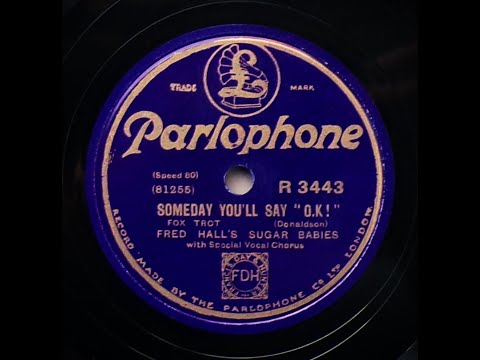 TRADE MARK
Parlophone
(Speed 80)
(81255)
R 3443
SOMEDAY YOU'LL SAY "O.K!"
FOX TROT (Donaldson)
FRED HALL'S SUGAR BABIES
with Special Vocal Chorus
FDH
RECORD MADE BY THE PARLOPHONE CO LTD LONDON